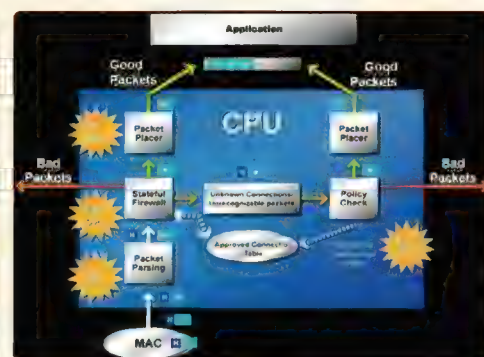 Application
Good
Packets
Good
Packets
CPU
Packet
Placer
Packet
Placer
Bad
Packets
Bad
Packets
Stateful
Firewall
Unknown Connections/
Unrecognizable packets
Policy
Check
Approved Connection
Table
Packet
Parsing
MAC